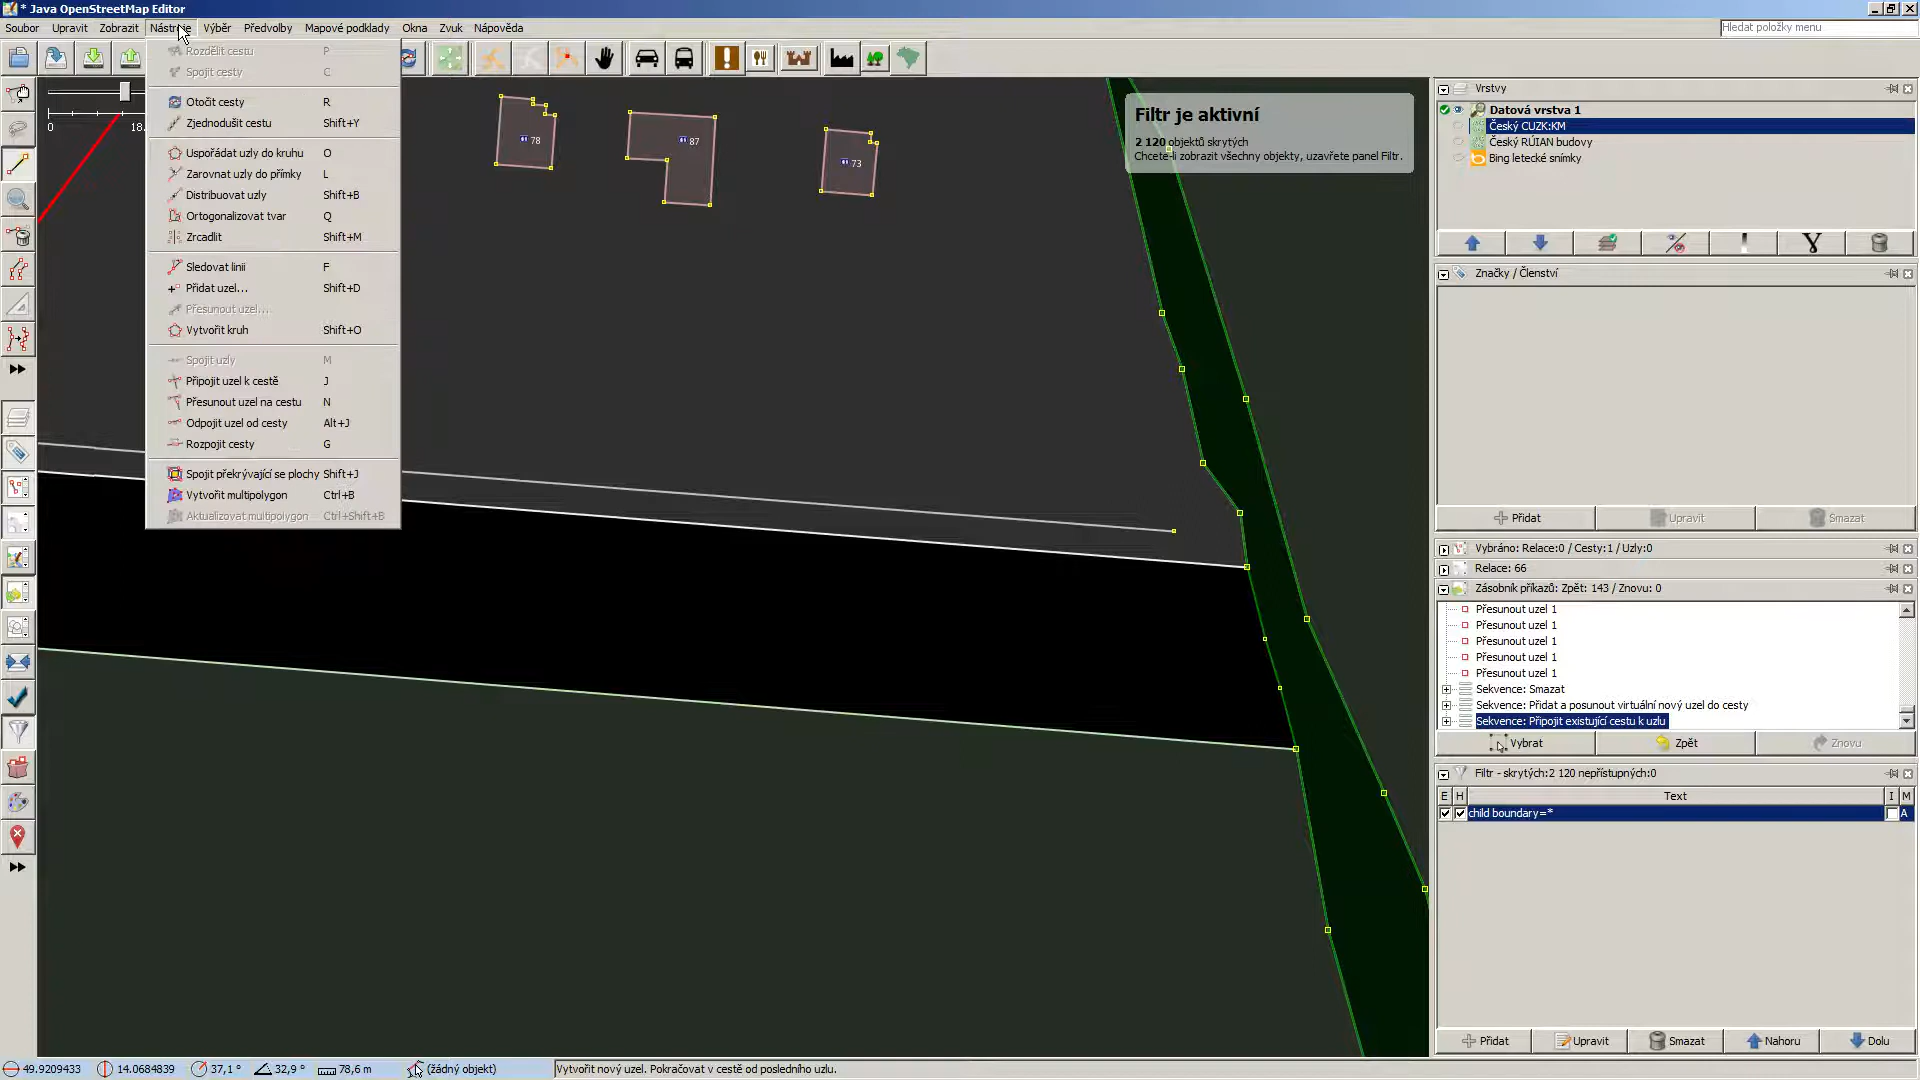 * Java OpenStreetMap Editor
Soubor Upravit Zobrazit Nástroje Výběr Předvolby Mapové podklady Okna Zvuk Nápověda
Hledat položky menu
Rozdělit cestu P
Spojit cesty C
Otočit cesty R
Zjednodušit cestu Shift+Y
Uspořádat uzly do kruhu O
Zarovnat uzly do přímky L
Distribuovat uzly Shift+B
Ortogonalizovat tvar Q
Zrcadlit Shift+M
Sledovat linii F
Přidat uzel... Shift+D
Přesunout uzel...
Vytvořit kruh Shift+O
Spojit uzly M
Připojit uzel k cestě J
Přesunout uzel na cestu N
Odpojit uzel od cesty Alt+J
Rozpojit cesty G
Spojit překrývající se plochy Shift+J
Vytvořit multipolygon Ctrl+B
Aktualizovat multipolygon Ctrl+Shift+B
0 18.
78
87
73
Filtr je aktivní
2 120 objektů skrytých
Chcete-li zobrazit všechny objekty, uzavřete panel Filtr.
Vrstvy
Datová vrstva 1
Český CUZK:KM
Český RÚIAN budovy
Bing letecké snímky
Značky / Členství
Přidat Upravit Smazat
Vybráno: Relace:0 / Cesty:1 / Uzly:0
Relace: 66
Zásobník příkazů: Zpět: 143 / Znovu: 0
Přesunout uzel 1
Přesunout uzel 1
Přesunout uzel 1
Přesunout uzel 1
Přesunout uzel 1
Sekvence: Smazat
Sekvence: Přidat a posunout virtuální nový uzel do cesty
Sekvence: Připojit existující cestu k uzlu
Vybrat Zpět Znovu
Filtr - skrytých:2 120 nepřístupných:0
E H Text I M
child boundary=* A
Přidat Upravit Smazat Nahoru Dolu
49.9209433 14.0684839 37,1 ° 32,9 ° 78,6 m (žádný objekt) Vytvořit nový uzel. Pokračovat v cestě od posledního uzlu.